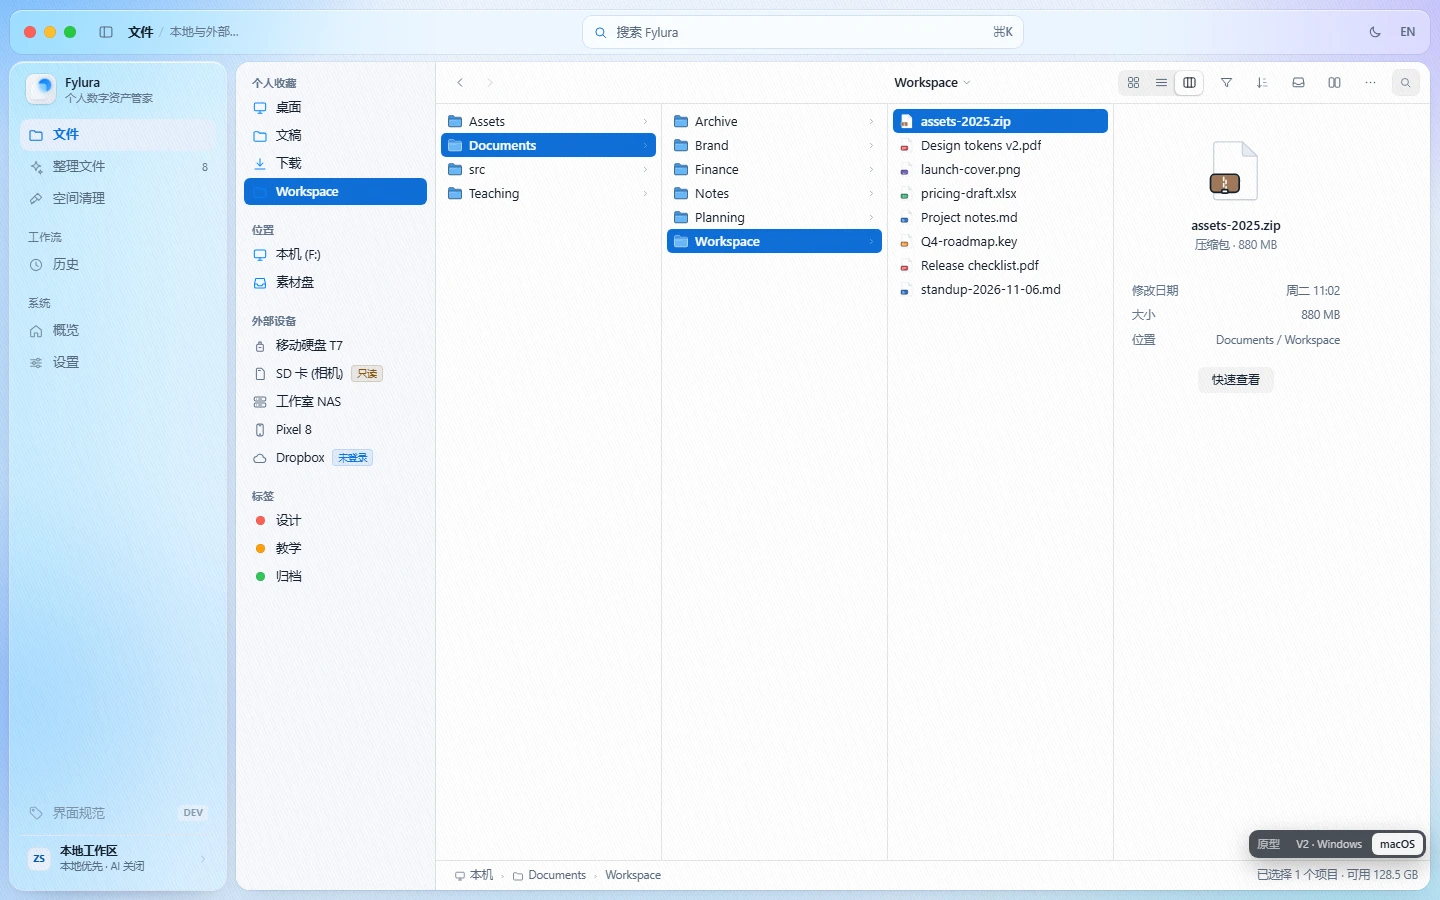 文件 / 本地与外部...
搜索 Fylura
⌘K
EN
Fylura
个人数字资产管家
文件
整理文件 8
空间清理
工作流
历史
系统
概览
设置
界面规范 DEV
ZS
本地工作区
本地优先 · AI 关闭
个人收藏
桌面
文稿
下载
Workspace
位置
本机 (F:)
素材盘
外部设备
移动硬盘 T7
SD 卡 (相机) 只读
工作室 NAS
Pixel 8
Dropbox 未登录
标签
设计
教学
归档
Workspace
Assets
Documents
src
Teaching
Archive
Brand
Finance
Notes
Planning
Workspace
assets-2025.zip
Design tokens v2.pdf
launch-cover.png
pricing-draft.xlsx
Project notes.md
Q4-roadmap.key
Release checklist.pdf
standup-2026-11-06.md
assets-2025.zip
压缩包 · 880 MB
修改日期 周二 11:02
大小 880 MB
位置 Documents / Workspace
快速查看
原型 V2 · Windows macOS
本机 › Documents › Workspace
已选择 1 个项目 · 可用 128.5 GB